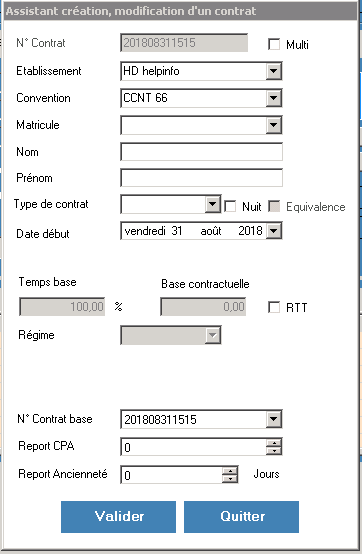 Assistant création, modification d'un contrat
N° Contrat 201808311515 Multi
Etablissement HD helpinfo
Convention CCNT 66
Matricule
Nom
Prénom
Type de contrat Nuit Equivalence
Date début vendredi 31 août 2018
Temps base Base contractuelle
100,00 % 0,00 RTT
Régime
N° Contrat base 201808311515
Report CPA 0
Report Ancienneté 0 Jours
Valider Quitter